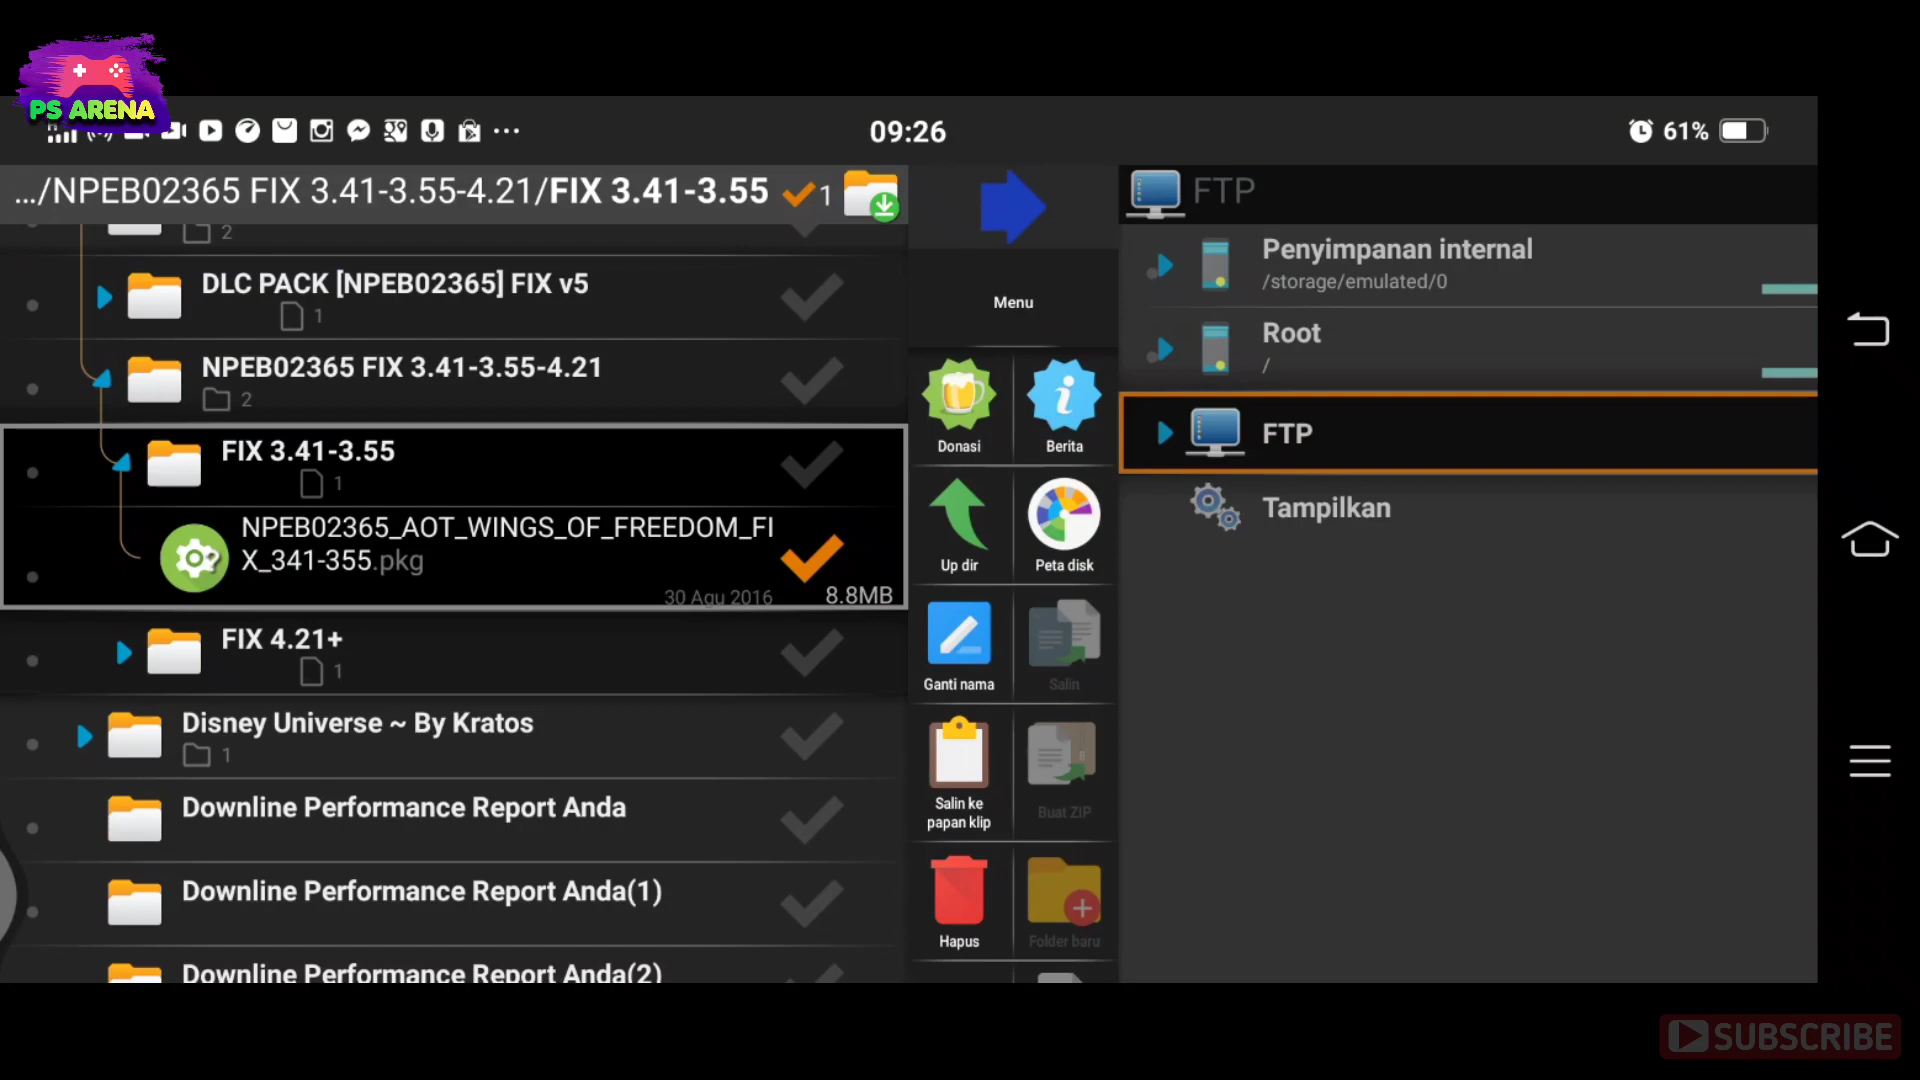 PS ARENA
09:26
61%
.../NPEB02365 FIX 3.41-3.55-4.21/FIX 3.41-3.55
1
2
DLC PACK [NPEB02365] FIX v5
1
NPEB02365 FIX 3.41-3.55-4.21
2
FIX 3.41-3.55
1
NPEB02365_AOT_WINGS_OF_FREEDOM_FI
X_341-355.pkg
30 Agu 2016
8.8MB
FIX 4.21+
1
Disney Universe ~ By Kratos
1
Downline Performance Report Anda
Downline Performance Report Anda(1)
Downline Performance Report Anda(2)
Menu
Donasi
Berita
Up dir
Peta disk
Ganti nama
Salin
Salin ke
papan klip
Buat ZIP
Hapus
Folder baru
FTP
Penyimpanan internal
/storage/emulated/0
Root
/
FTP
Tampilkan
SUBSCRIBE